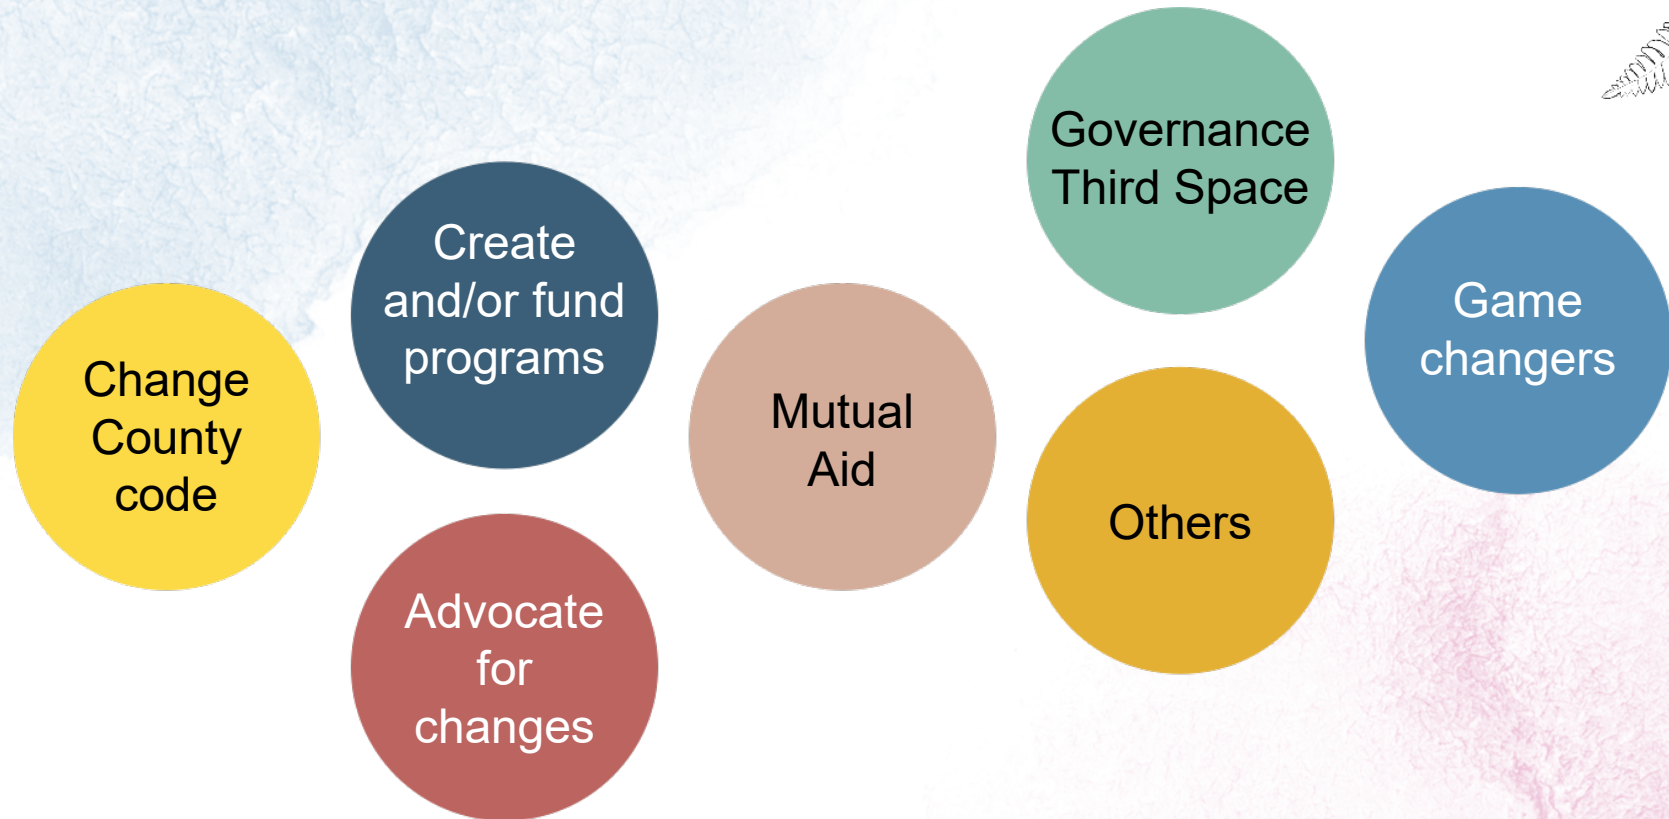 Change
County
code
Create
and/or fund
programs
Advocate
for
changes
Mutual
Aid
Governance
Third Space
Others
Game
changers